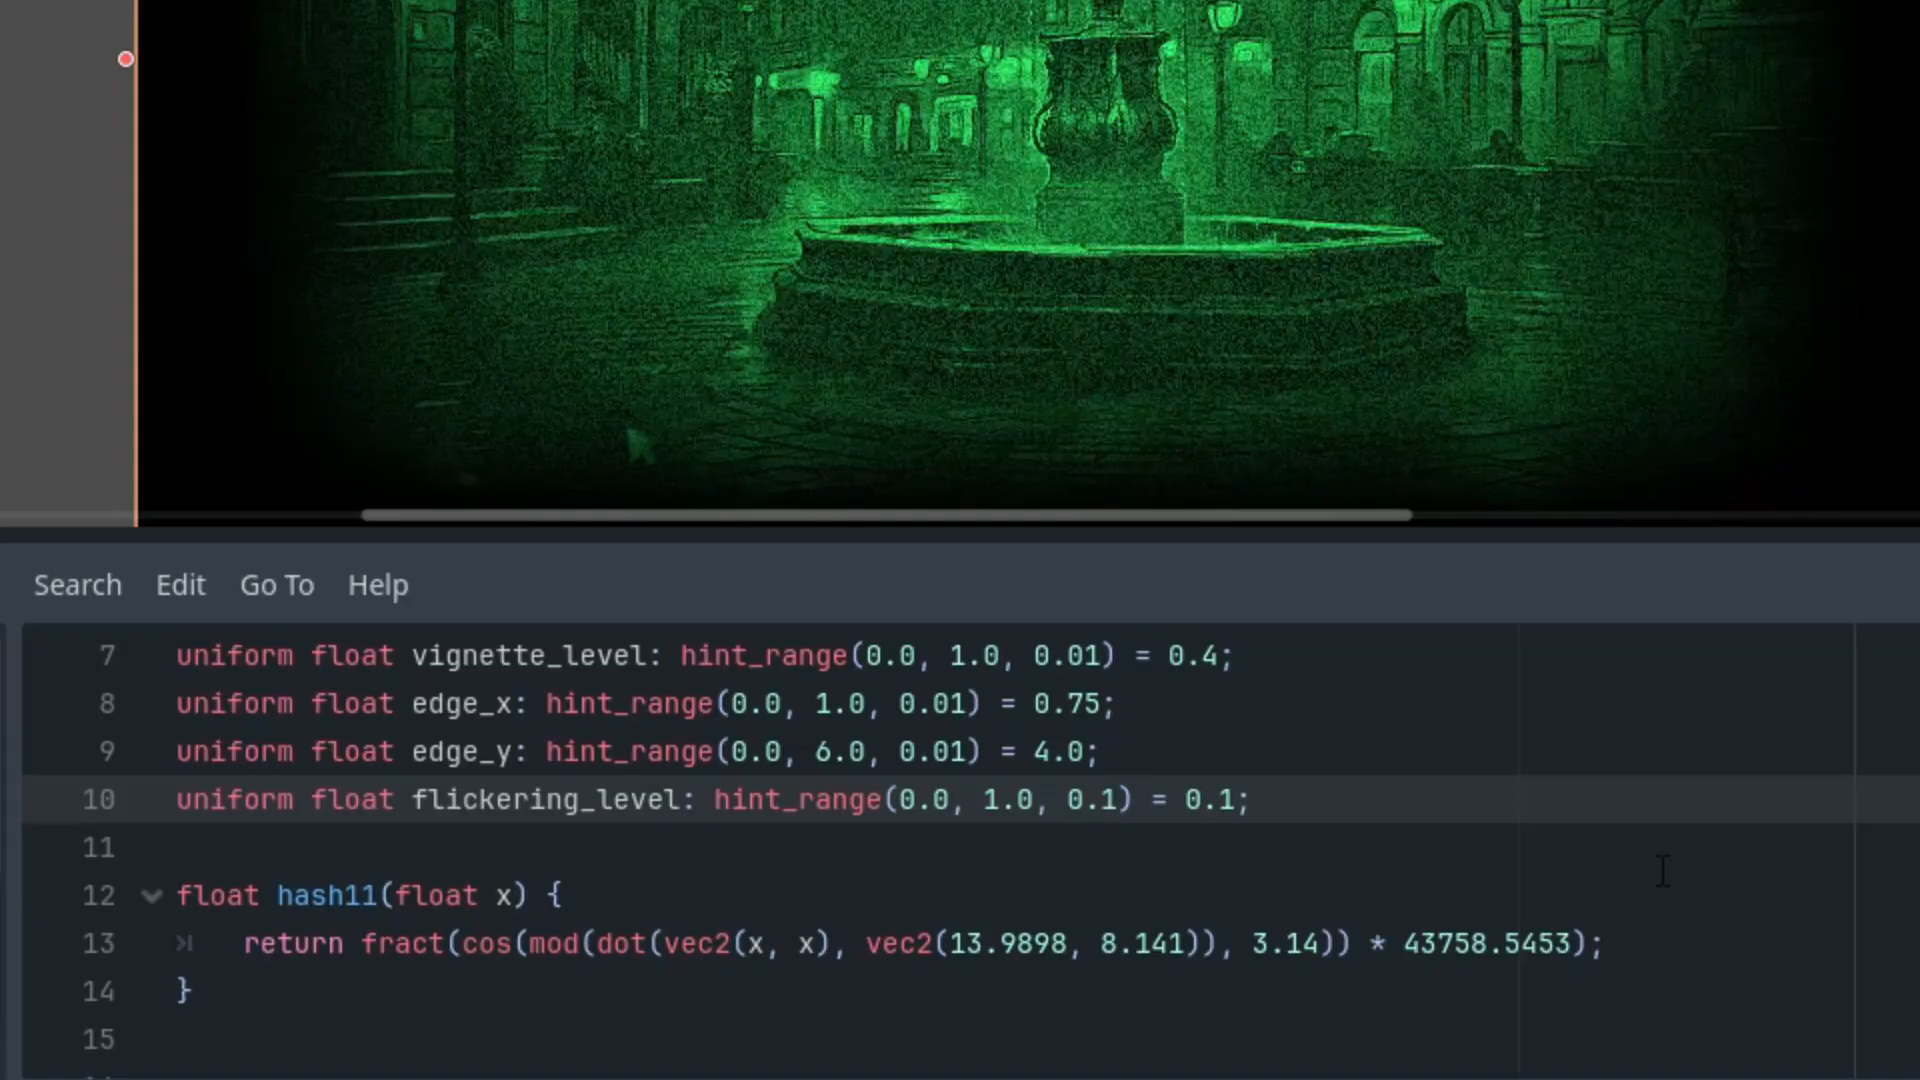 Search Edit Go To Help
7 uniform float vignette_level: hint_range(0.0, 1.0, 0.01) = 0.4;
8 uniform float edge_x: hint_range(0.0, 1.0, 0.01) = 0.75;
9 uniform float edge_y: hint_range(0.0, 6.0, 0.01) = 4.0;
10 uniform float flickering_level: hint_range(0.0, 1.0, 0.1) = 0.1;
11
12 float hash11(float x) {
13 return fract(cos(mod(dot(vec2(x, x), vec2(13.9898, 8.141)), 3.14)) * 43758.5453);
14 }
15